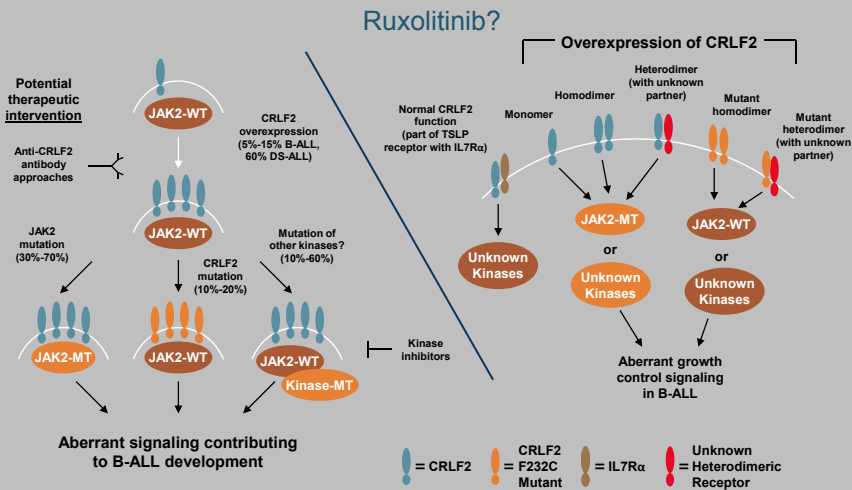 Ruxolitinib?
Potential
therapeutic
intervention
JAK2-WT
CRLF2
overexpression
(5%-15% B-ALL,
60% DS-ALL)
Anti-CRLF2
antibody
approaches
JAK2-WT
JAK2
mutation
(30%-70%)
CRLF2
mutation
(10%-20%)
Mutation of
other kinases?
(10%-60%)
JAK2-MT
JAK2-WT
JAK2-WT
Kinase-MT
Kinase
inhibitors
Aberrant signaling contributing
to B-ALL development
Overexpression of CRLF2
Normal CRLF2
function
(part of TSLP
receptor with IL7Rα)
Monomer
Homodimer
Heterodimer
(with unknown
partner)
Mutant
homodimer
Mutant
heterodimer
(with unknown
partner)
Unknown
Kinases
JAK2-MT
or
Unknown
Kinases
JAK2-WT
or
Unknown
Kinases
Aberrant growth
control signaling
in B-ALL
= CRLF2
CRLF2
= F232C
Mutant
= IL7Rα
Unknown
= Heterodimeric
Receptor